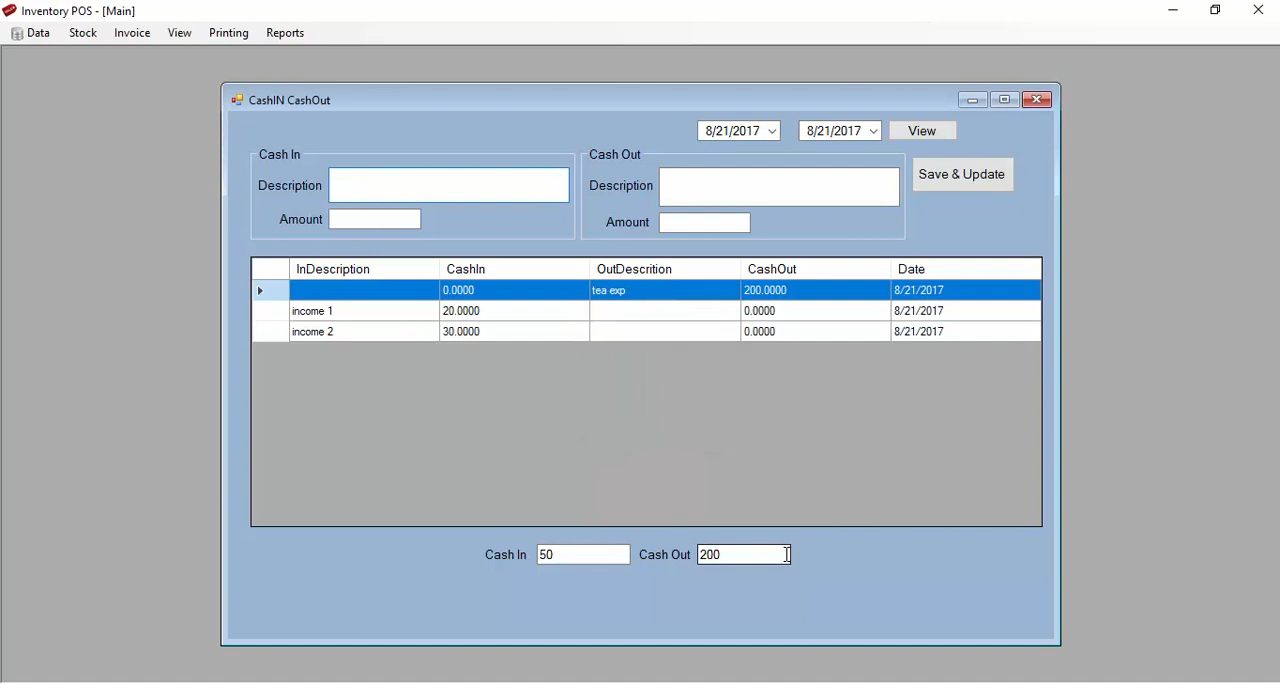 Inventory POS - [Main]
Data Stock Invoice View Printing Reports
CashIN CashOut
8/21/2017 8/21/2017 View
Cash In Cash Out
Description Description Save & Update
Amount Amount
InDescription CashIn OutDescrition CashOut Date
0.0000 tea exp 200.0000 8/21/2017
income 1 20.0000 0.0000 8/21/2017
income 2 30.0000 0.0000 8/21/2017
Cash In 50 Cash Out 200